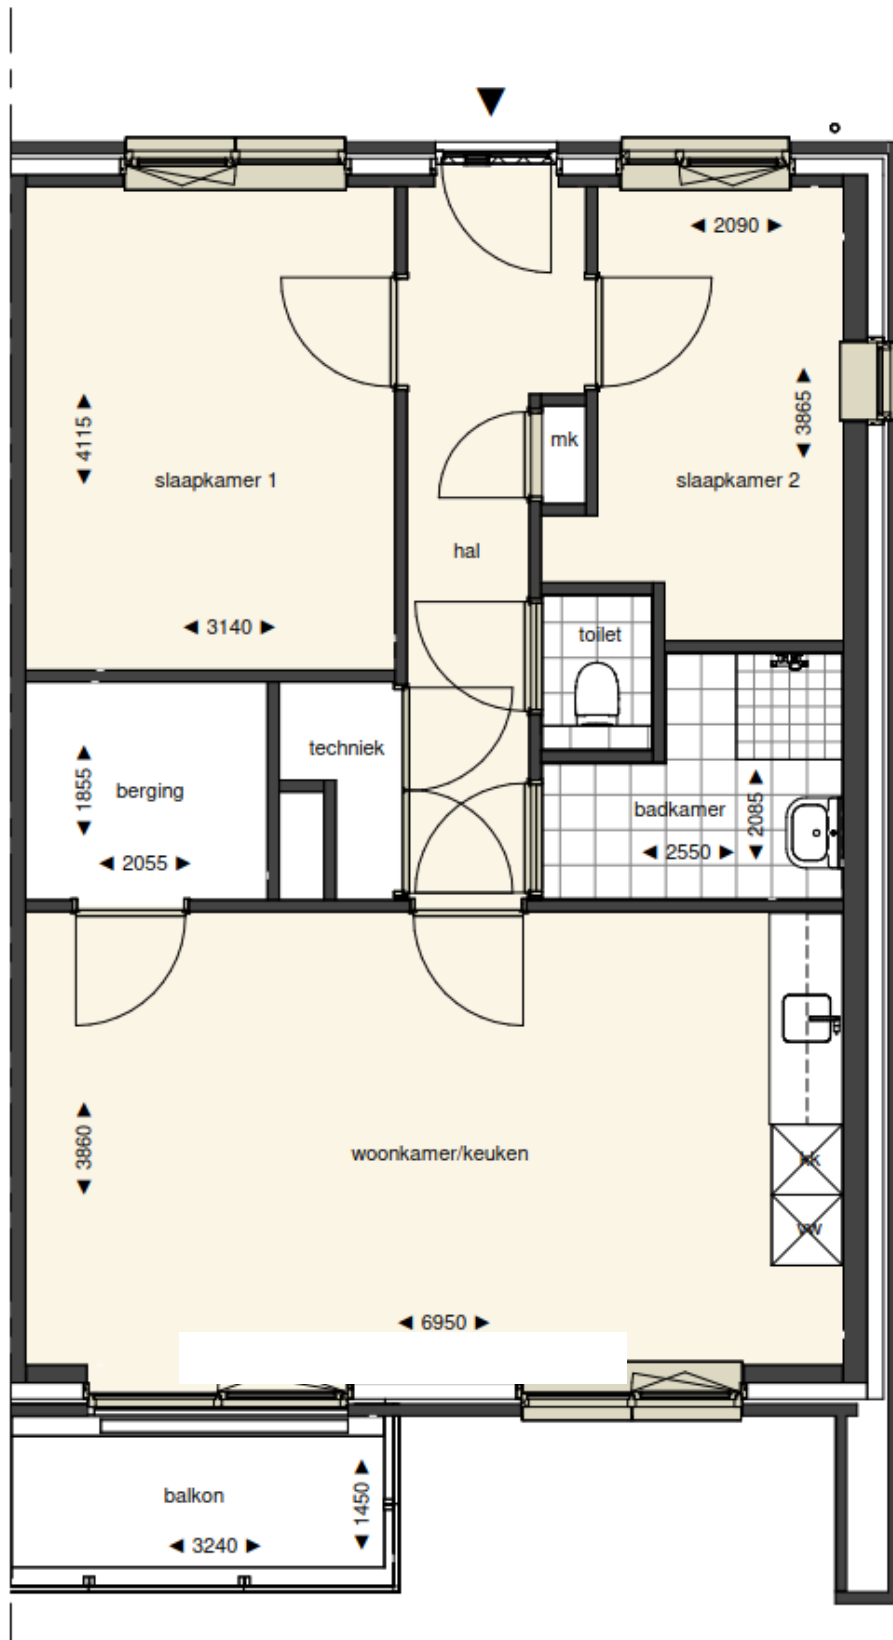 2090
4115
3865
mk
slaapkamer 1
slaapkamer 2
hal
3140
toilet
techniek
1855
berging
badkamer
2085
2055
2550
3860
woonkamer/keuken
kk
vw
6950
balkon
1450
3240